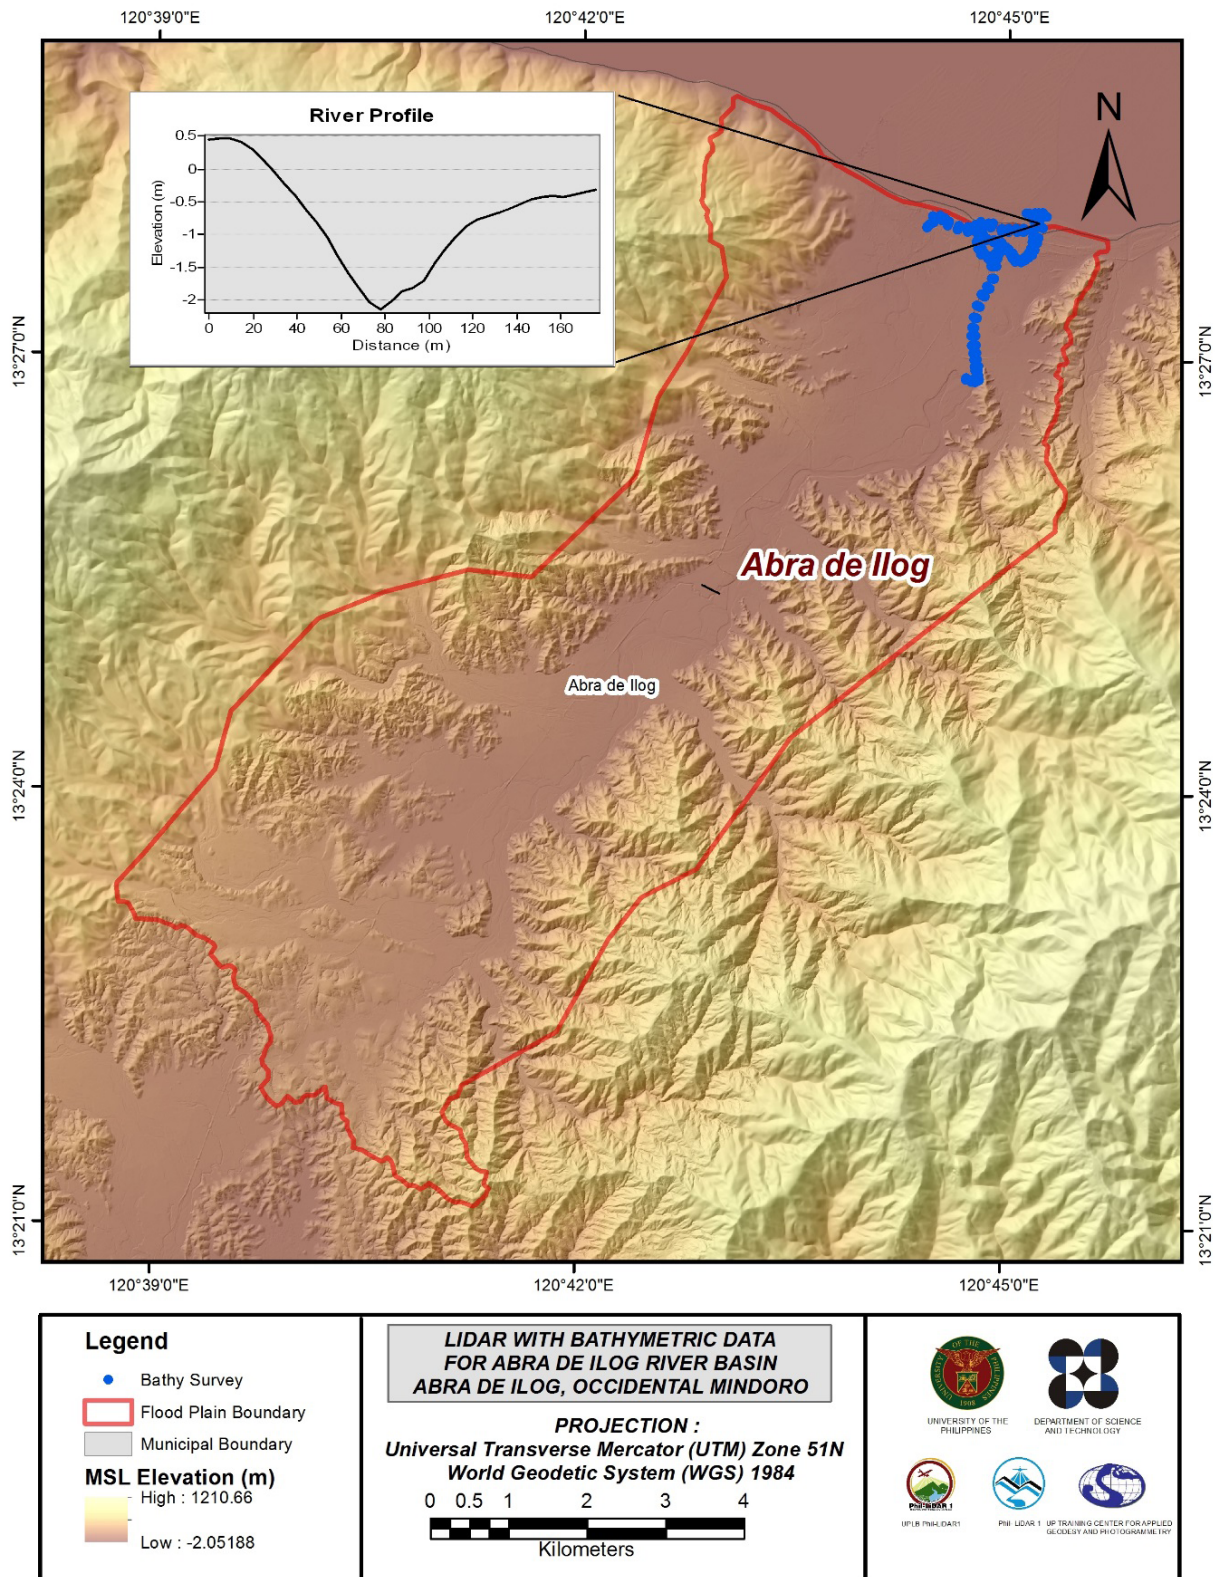 120°39'0"E
120°42'0"E
120°45'0"E
N
River Profile
0.5
0
-0.5
-1
-1.5
-2
Elevation (m)
0 20 40 60 80 100 120 140 160
Distance (m)
13°27'0"N
13°27'0"N
Abra de Ilog
Abra de Ilog
13°24'0"N
13°24'0"N
13°21'0"N
13°21'0"N
120°39'0"E
120°42'0"E
120°45'0"E
Legend
Bathy Survey
Flood Plain Boundary
Municipal Boundary
MSL Elevation (m)
High : 1210.66
Low : -2.05188
LIDAR WITH BATHYMETRIC DATA
FOR ABRA DE ILOG RIVER BASIN
ABRA DE ILOG, OCCIDENTAL MINDORO
PROJECTION :
Universal Transverse Mercator (UTM) Zone 51N
World Geodetic System (WGS) 1984
0 0.5 1 2 3 4
Kilometers
UNIVERSITY OF THE PHILIPPINES
1908
UNIVERSITY OF THE
PHILIPPINES
DEPARTMENT OF SCIENCE
AND TECHNOLOGY
Phil-LiDAR 1
UPLB Phil-LiDAR1
Phil-LiDAR 1
UP TRAINING CENTER FOR APPLIED
GEODESY AND PHOTOGRAMMETRY